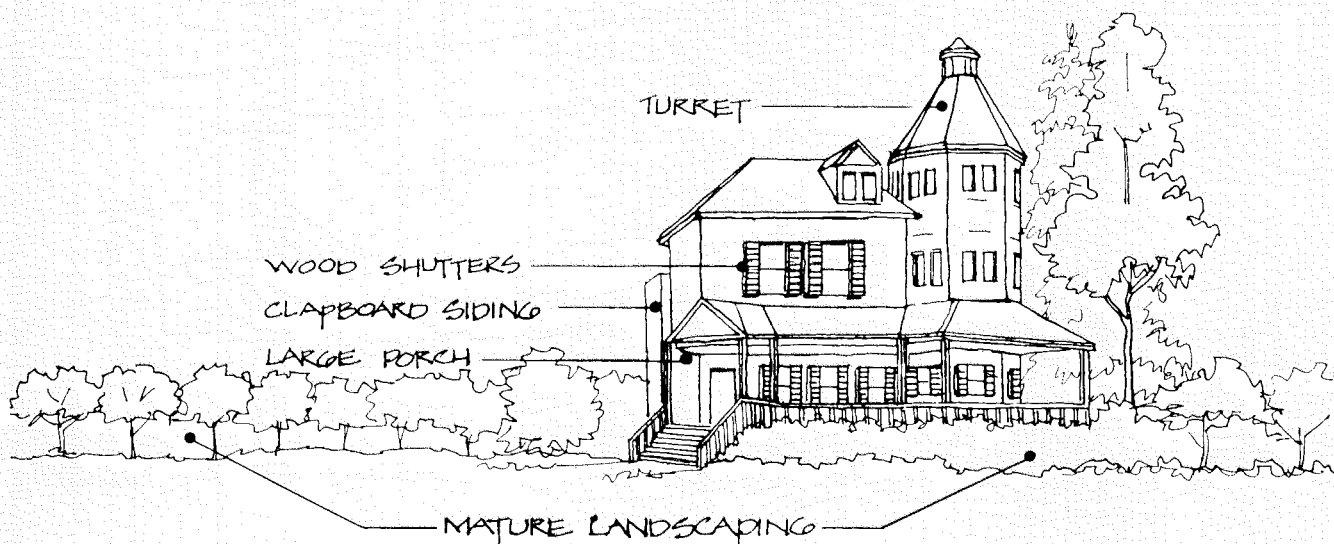 TURRET
WOOD SHUTTERS
CLAPBOARD SIDING
LARGE PORCH
MATURE LANDSCAPING